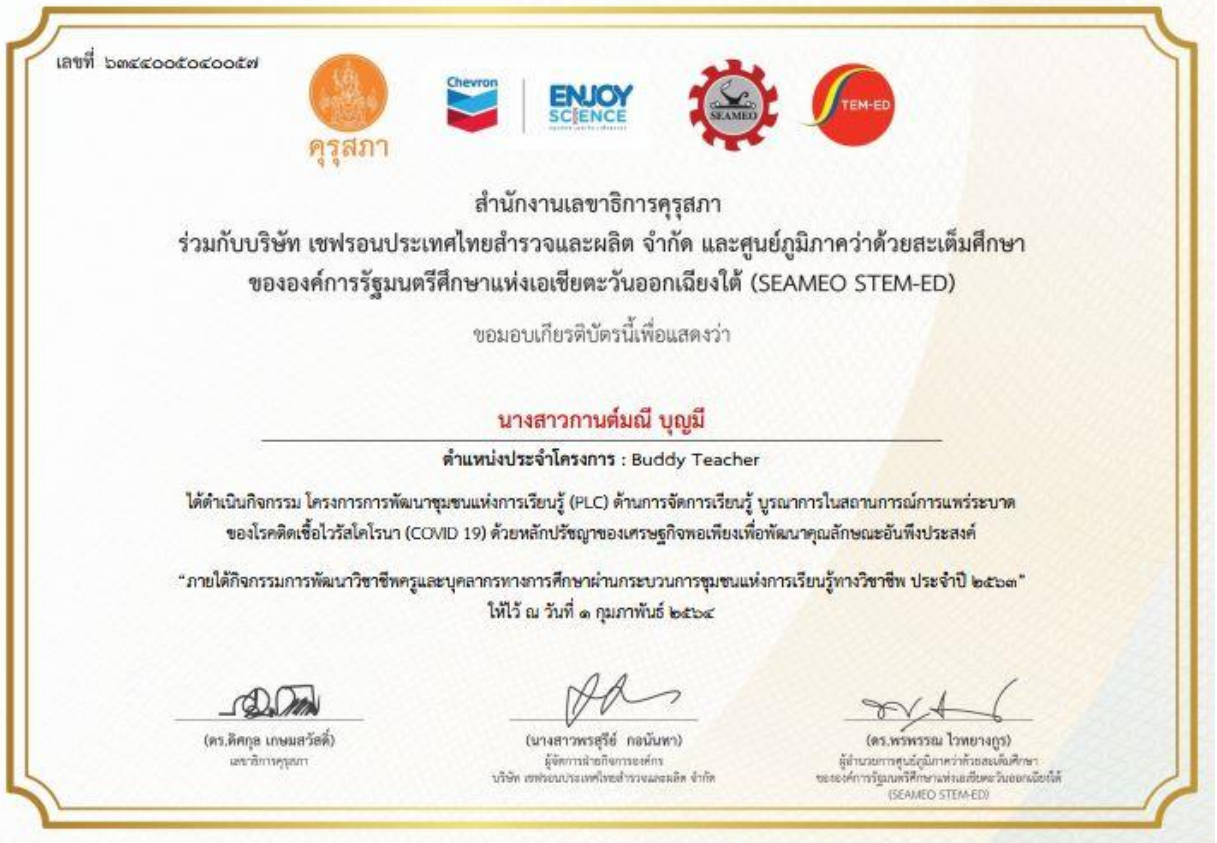 เลขที่ ๖๓๔๔๐๐๕๐๔๐๐๕๗
คุรุสภา
Chevron
ENJOY
SCIENCE
SEAMEO
STEM-ED
สำนักงานเลขาธิการคุรุสภา
ร่วมกับบริษัท เชฟรอนประเทศไทยสำรวจและผลิต จำกัด และศูนย์ภูมิภาคว่าด้วยสะเต็มศึกษา
ขององค์การรัฐมนตรีศึกษาแห่งเอเชียตะวันออกเฉียงใต้ (SEAMEO STEM-ED)
ขอมอบเกียรติบัตรนี้เพื่อแสดงว่า
นางสาวกานต์มณี บุญมี
ตำแหน่งประจำโครงการ : Buddy Teacher
ได้ดำเนินกิจกรรม โครงการการพัฒนาชุมชนแห่งการเรียนรู้ (PLC) ด้านการจัดการเรียนรู้ บูรณาการในสถานการณ์การแพร่ระบาด
ของโรคติดเชื้อไวรัสโคโรนา (COVID 19) ด้วยหลักปรัชญาของเศรษฐกิจพอเพียงเพื่อพัฒนาคุณลักษณะอันพึงประสงค์
“ภายใต้กิจกรรมการพัฒนาวิชาชีพครูและบุคลากรทางการศึกษาผ่านกระบวนการชุมชนแห่งการเรียนรู้ทางวิชาชีพ ประจำปี ๒๕๖๓”
ให้ไว้ ณ วันที่ ๑ กุมภาพันธ์ ๒๕๖๔
(ดร.ดิศกุล เกษมสวัสดิ์)
เลขาธิการคุรุสภา
(นางสาวพรสุรีย์ กอนันทา)
ผู้จัดการฝ่ายกิจการองค์กร
บริษัท เชฟรอนประเทศไทยสำรวจและผลิต จำกัด
(ดร.พรพรรณ ไวทยางกูร)
ผู้อำนวยการศูนย์ภูมิภาคว่าด้วยสะเต็มศึกษา
ขององค์การรัฐมนตรีศึกษาแห่งเอเชียตะวันออกเฉียงใต้
(SEAMEO STEM-ED)